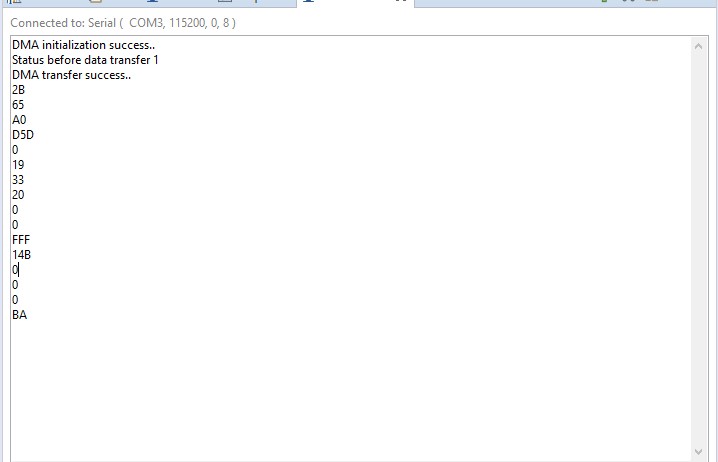 Connected to: Serial ( COM3, 115200, 0, 8 )
DMA initialization success..
Status before data transfer 1
DMA transfer success..
2B
65
A0
D5D
0
19
33
20
0
0
FFF
14B
0
0
0
BA